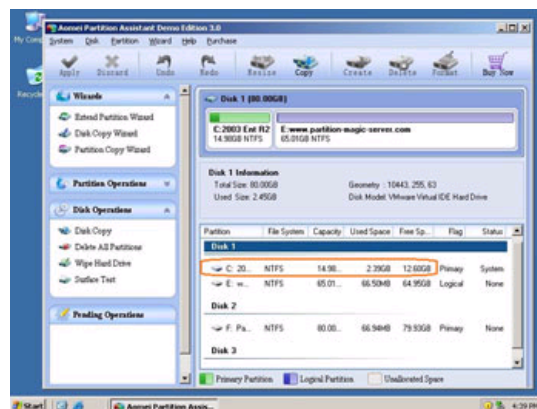 Aomei Partition Assistant Demo Edition 3.0
My Com
System Disk Partition Wizard Help Purchase
Apply Discard Undo Redo Resize Copy Create Delete Format Buy Now
Recycle
Wizards
Extend Partition Wizard
Disk Copy Wizard
Partition Copy Wizard
Partition Operations
Disk Operations
Disk Copy
Delete All Partitions
Wipe Hard Drive
Surface Test
Pending Operations
Disk 1 (80.00GB)
C:2003 Ent R2
14.98GB NTFS
E:www.partition-magic-server.com
65.01GB NTFS
Disk 1 Information
Total Size: 80.00GB Geometry : 10443, 255, 63
Used Size: 2.45GB Disk Model: VMware Virtual IDE Hard Drive
Partition File System Capacity Used Space Free Sp... Flag Status
Disk 1
C: 20... NTFS 14.98... 2.39GB 12.60GB Primary System
E: w... NTFS 65.01... 66.50MB 64.95GB Logical None
Disk 2
F: Pa... NTFS 80.00... 66.94MB 79.93GB Primary None
Disk 3
Primary Partition Logical Partition Unallocated Space
Start Aomei Partition Assis... 4:39 PM